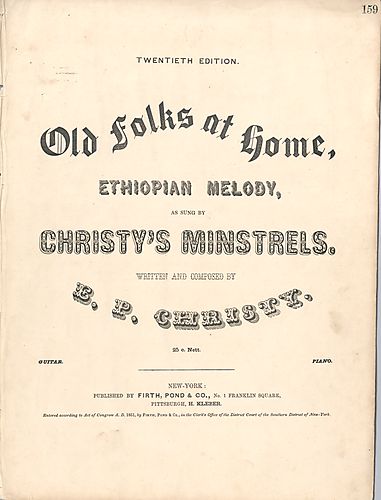 159
TWENTIETH EDITION.
Old Folks at Home,
ETHIOPIAN MELODY,
AS SUNG BY
CHRISTY'S MINSTRELS.
WRITTEN AND COMPOSED BY
E. P. CHRISTY.
25 c. Nett.
GUITAR. PIANO.
NEW-YORK:
PUBLISHED BY FIRTH, POND & CO., No. 1 FRANKLIN SQUARE,
PITTSBURGH, H. KLEBER.
Entered according to Act of Congress A. D. 1851, by FIRTH, POND & Co., in the Clerk's Office of the District Court of the Southern District of New-York.